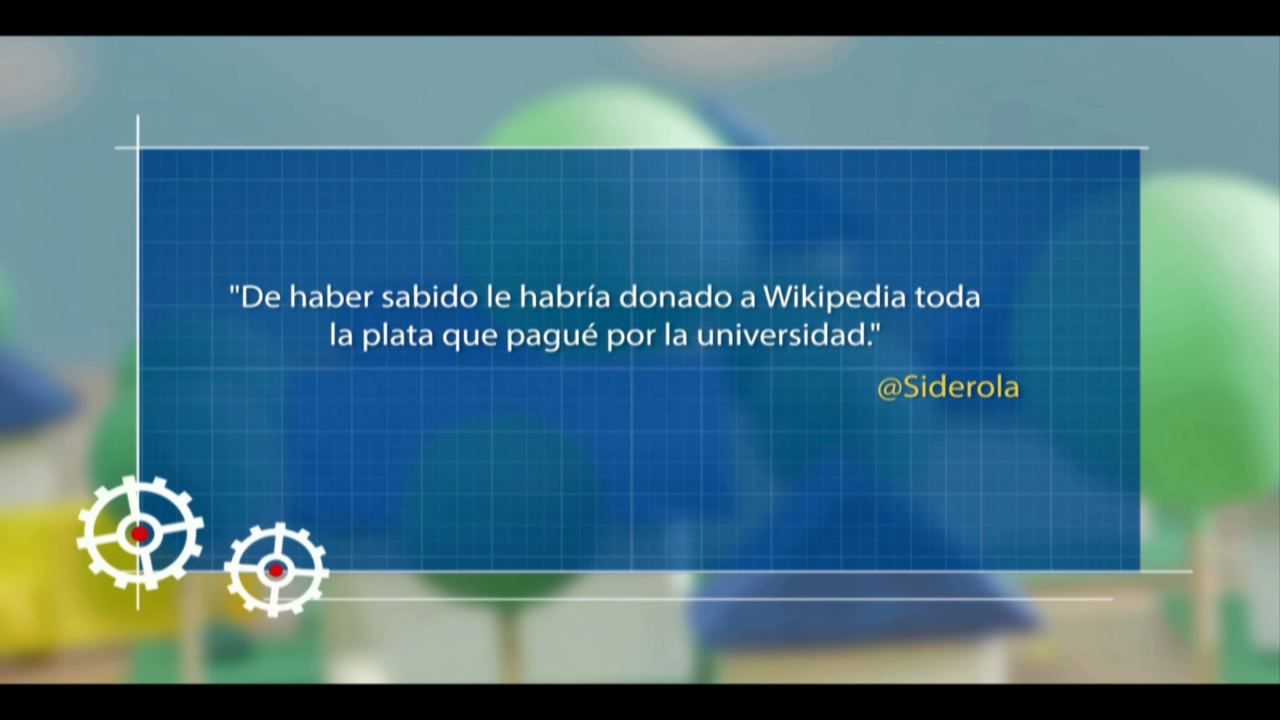 "De haber sabido le habría donado a Wikipedia toda
la plata que pagué por la universidad."
@Siderola